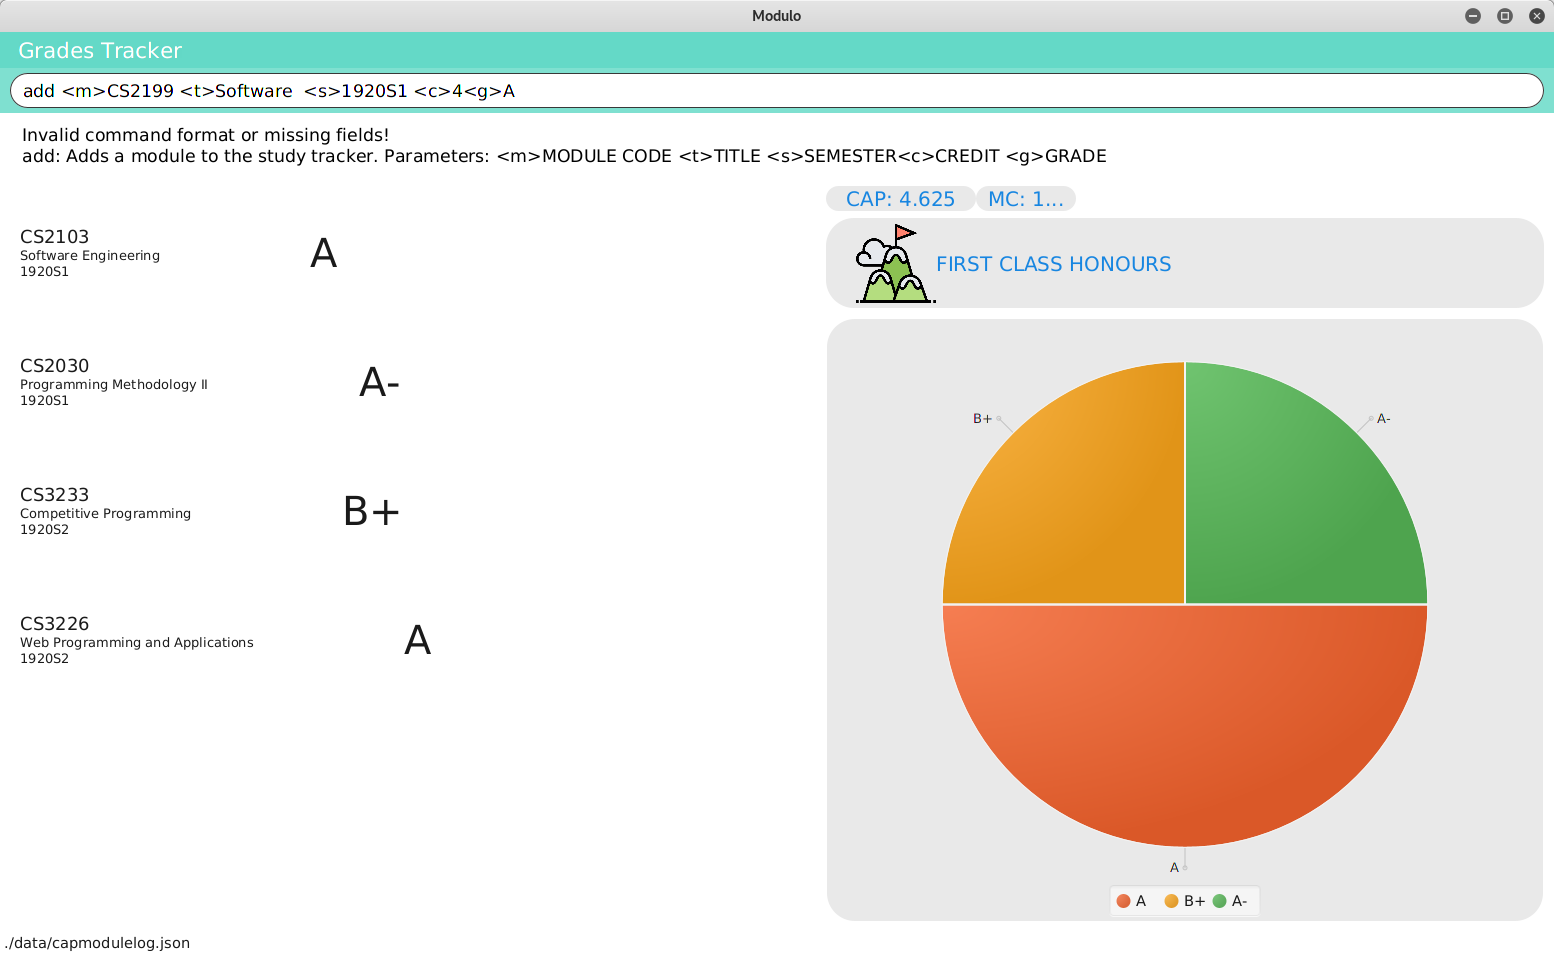 Modulo
Grades Tracker
add <m>CS2199 <t>Software  <s>1920S1 <c>4<g>A
Invalid command format or missing fields!
add: Adds a module to the study tracker. Parameters: <m>MODULE CODE <t>TITLE <s>SEMESTER<c>CREDIT <g>GRADE
CAP: 4.625 MC: 1...
FIRST CLASS HONOURS
CS2103
Software Engineering
1920S1
A
CS2030
Programming Methodology II
1920S1
A-
CS3233
Competitive Programming
1920S2
B+
CS3226
Web Programming and Applications
1920S2
A
B+
A-
A
A B+ A-
./data/capmodulelog.json